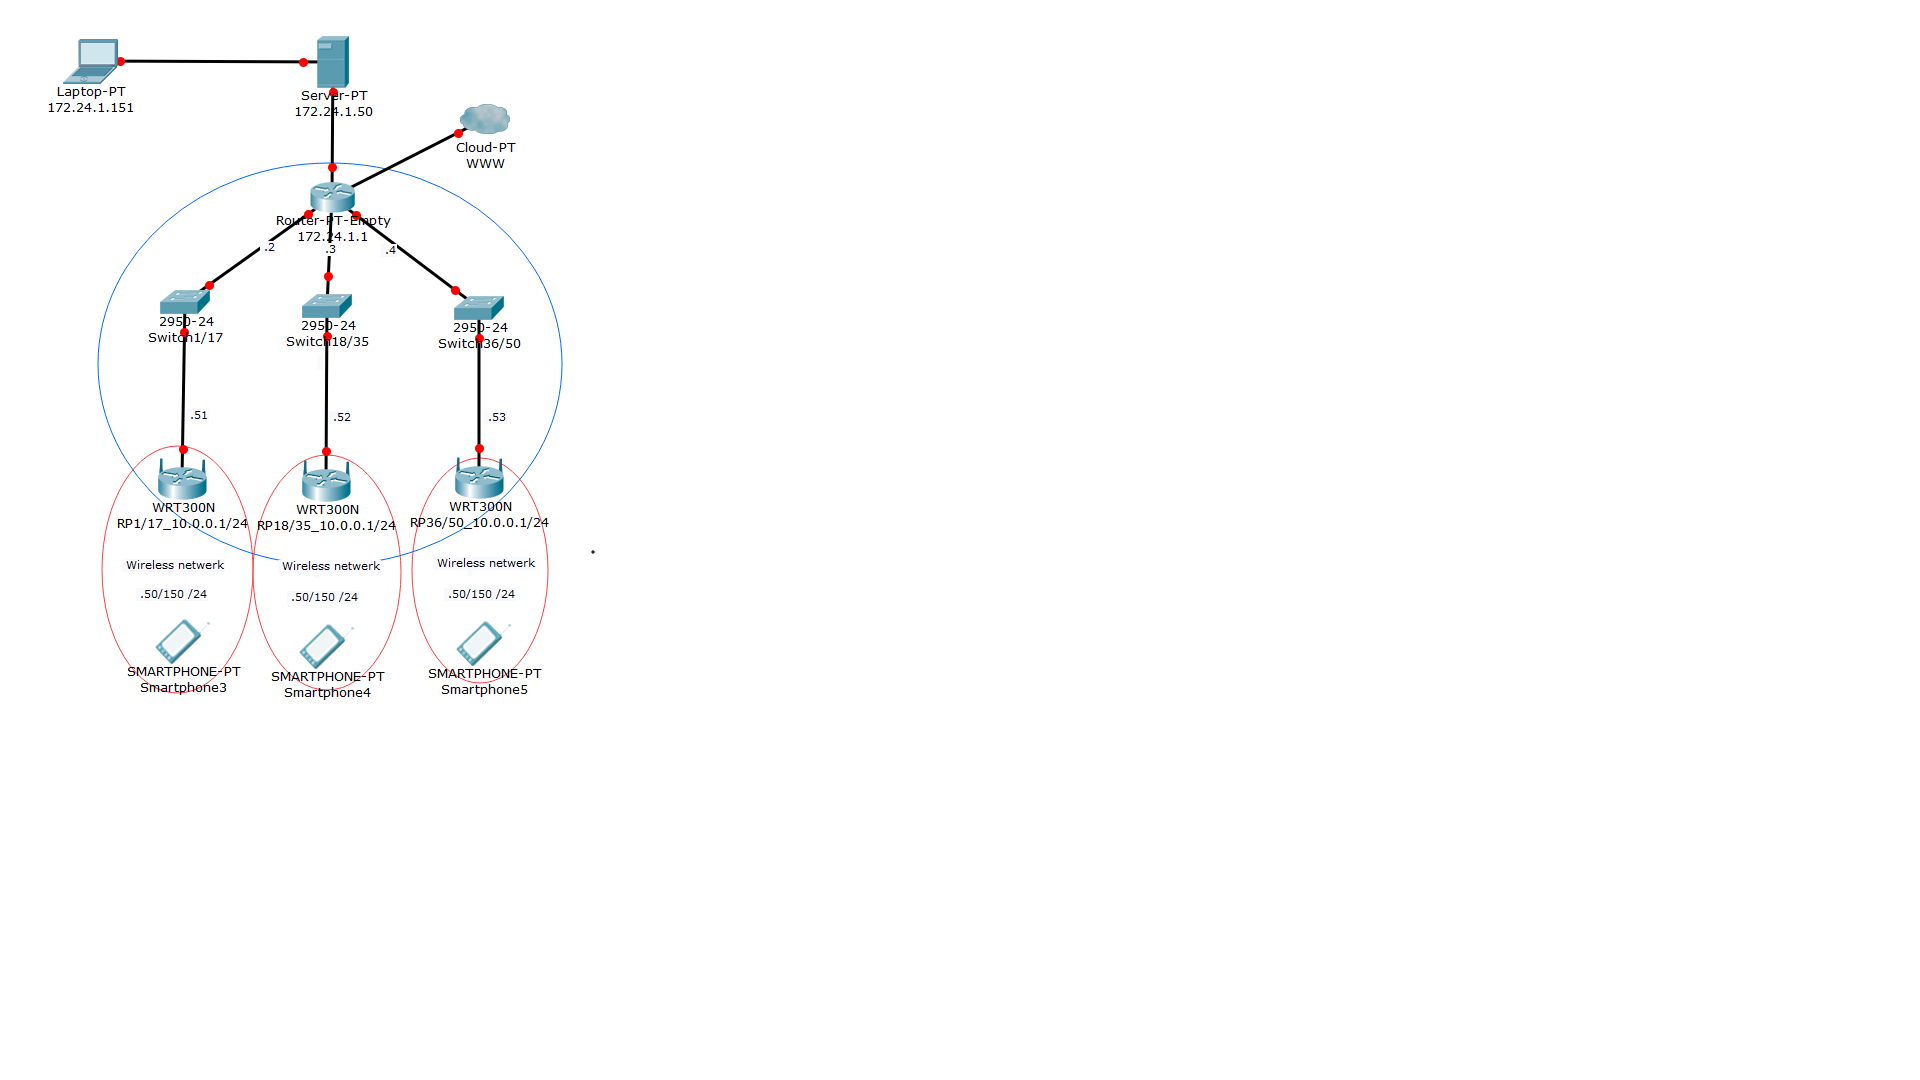 Laptop-PT
172.24.1.151
Server-PT
172.24.1.50
Cloud-PT
WWW
Router-PT-Empty
172.24.1.1
.2
.3
.4
2950-24
Switch1/17
2950-24
Switch18/35
2950-24
Switch36/50
.51
.52
.53
WRT300N
RP1/17_10.0.0.1/24
WRT300N
RP18/35_10.0.0.1/24
WRT300N
RP36/50_10.0.0.1/24
Wireless netwerk
Wireless netwerk
Wireless netwerk
.50/150 /24
.50/150 /24
.50/150 /24
SMARTPHONE-PT
Smartphone3
SMARTPHONE-PT
Smartphone4
SMARTPHONE-PT
Smartphone5